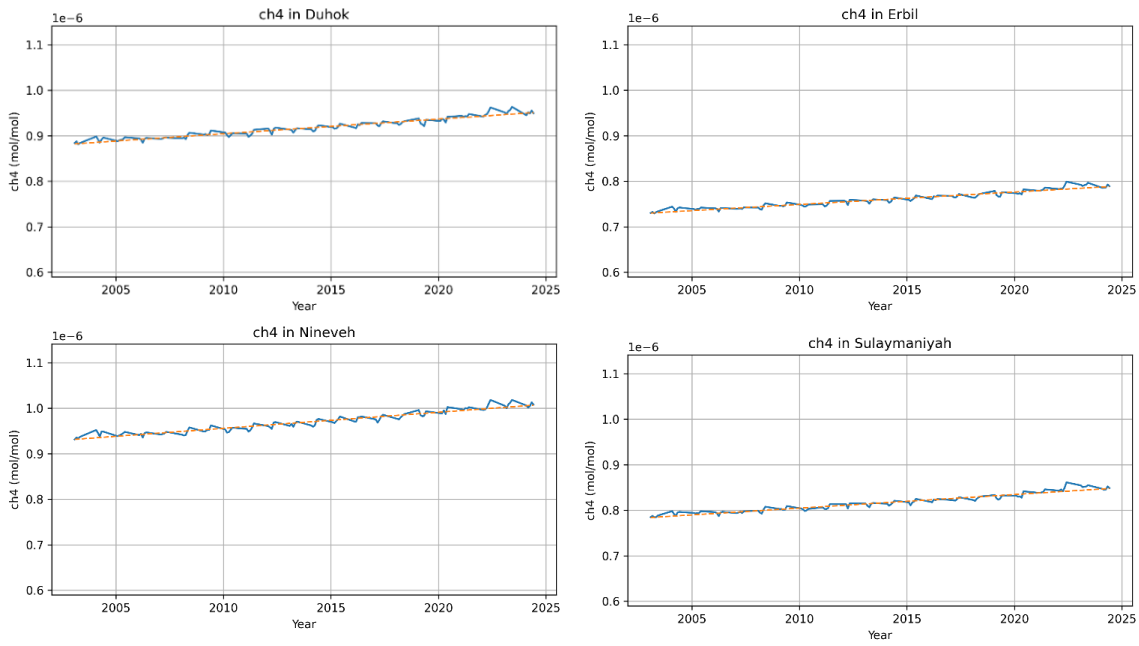 ch4 in Duhok
1e−6
1.1
1.0
0.9
0.8
0.7
0.6
ch4 (mol/mol)
2005 2010 2015 2020 2025
Year
ch4 in Erbil
1e−6
1.1
1.0
0.9
0.8
0.7
0.6
ch4 (mol/mol)
2005 2010 2015 2020 2025
Year
ch4 in Nineveh
1e−6
1.1
1.0
0.9
0.8
0.7
0.6
ch4 (mol/mol)
2005 2010 2015 2020 2025
Year
ch4 in Sulaymaniyah
1e−6
1.1
1.0
0.9
0.8
0.7
0.6
ch4 (mol/mol)
2005 2010 2015 2020 2025
Year